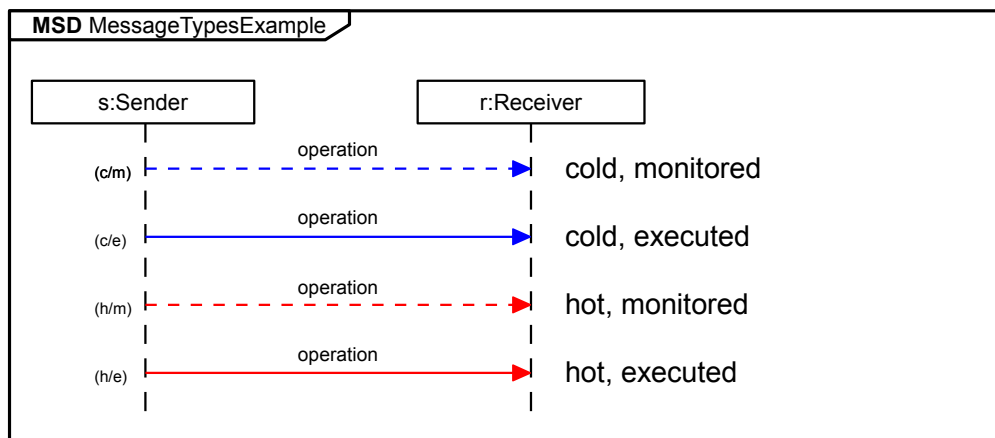 MSD MessageTypesExample
s:Sender r:Receiver
operation
(c/m) cold, monitored
operation
(c/e) cold, executed
operation
(h/m) hot, monitored
operation
(h/e) hot, executed